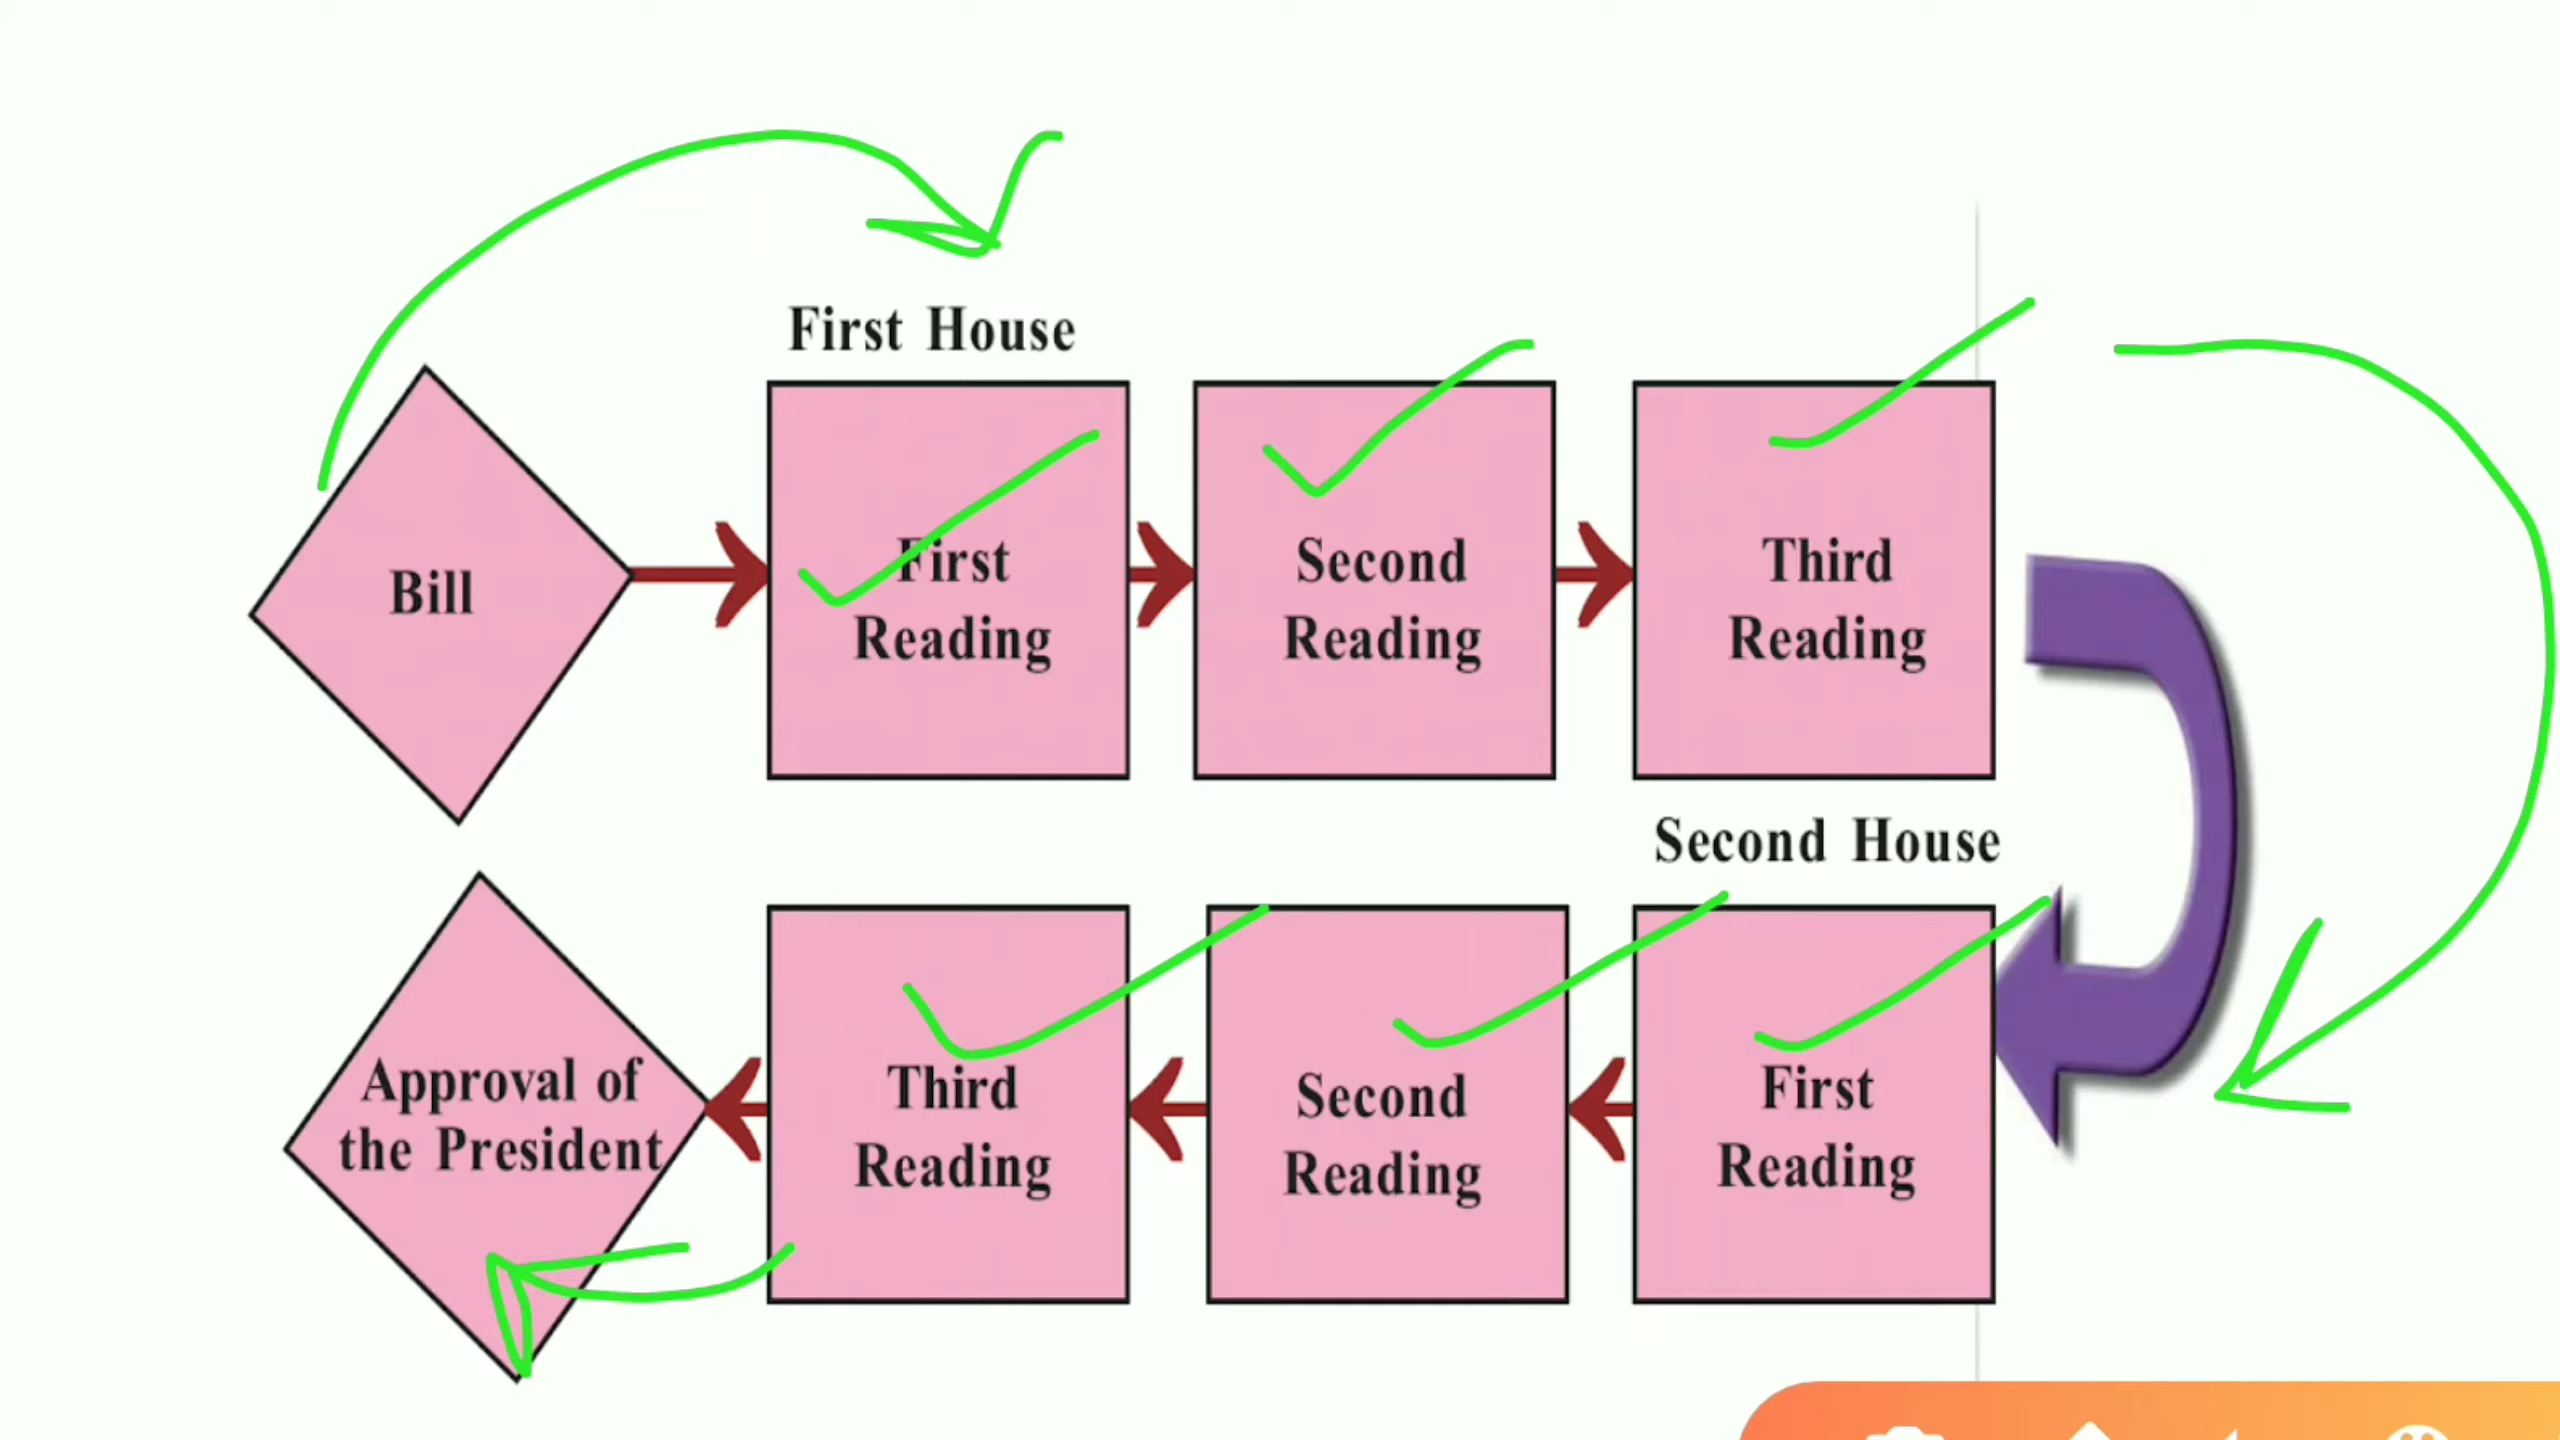 First House
Bill
First
Reading
Second
Reading
Third
Reading
Second House
Approval of
the President
Third
Reading
Second
Reading
First
Reading